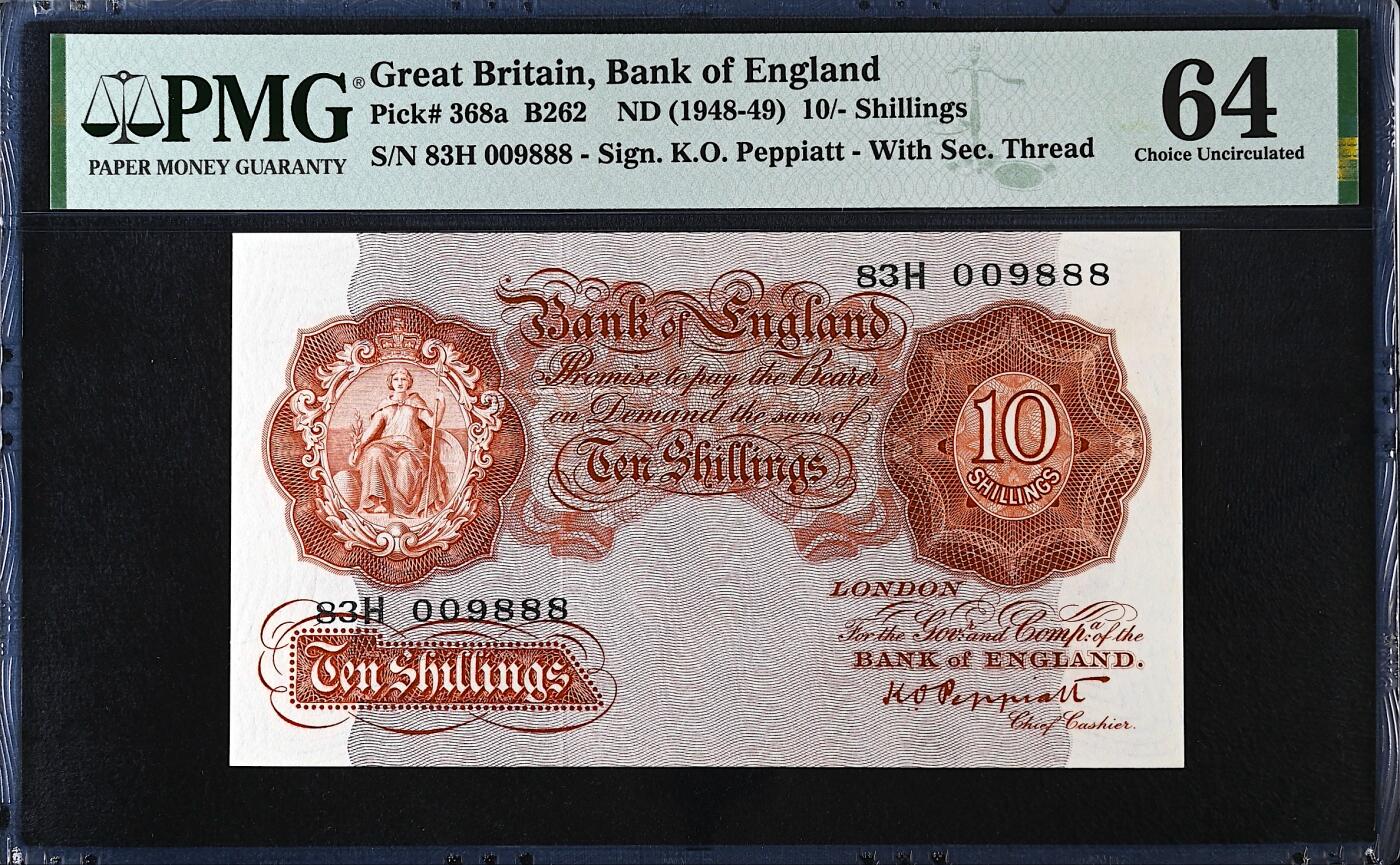 PMG®
PAPER MONEY GUARANTY
Great Britain, Bank of England
Pick# 368a B262 ND (1948-49) 10/- Shillings
S/N 83H 009888 - Sign. K.O. Peppiatt - With Sec. Thread
64
Choice Uncirculated
83H 009888
Bank of England
Promise to pay the Bearer
on Demand the sum of
Ten Shillings
10
SHILLINGS
83H 009888
Ten Shillings
LONDON
For the Govr. and Compa. of the
BANK of ENGLAND.
K O Peppiatt
Chief Cashier.